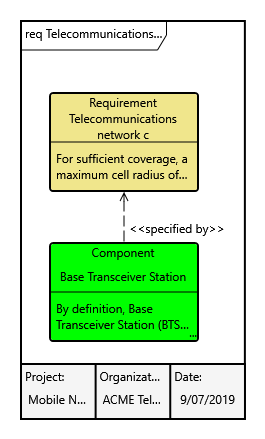 req Telecommunications...
Requirement
Telecommunications
network c
For sufficient coverage, a
maximum cell radius of...
<<specified by>>
Component
Base Transceiver Station
By definition, Base
Transceiver Station (BTS...
...
Project:
Mobile N...
Organizat...
ACME Tel...
Date:
9/07/2019